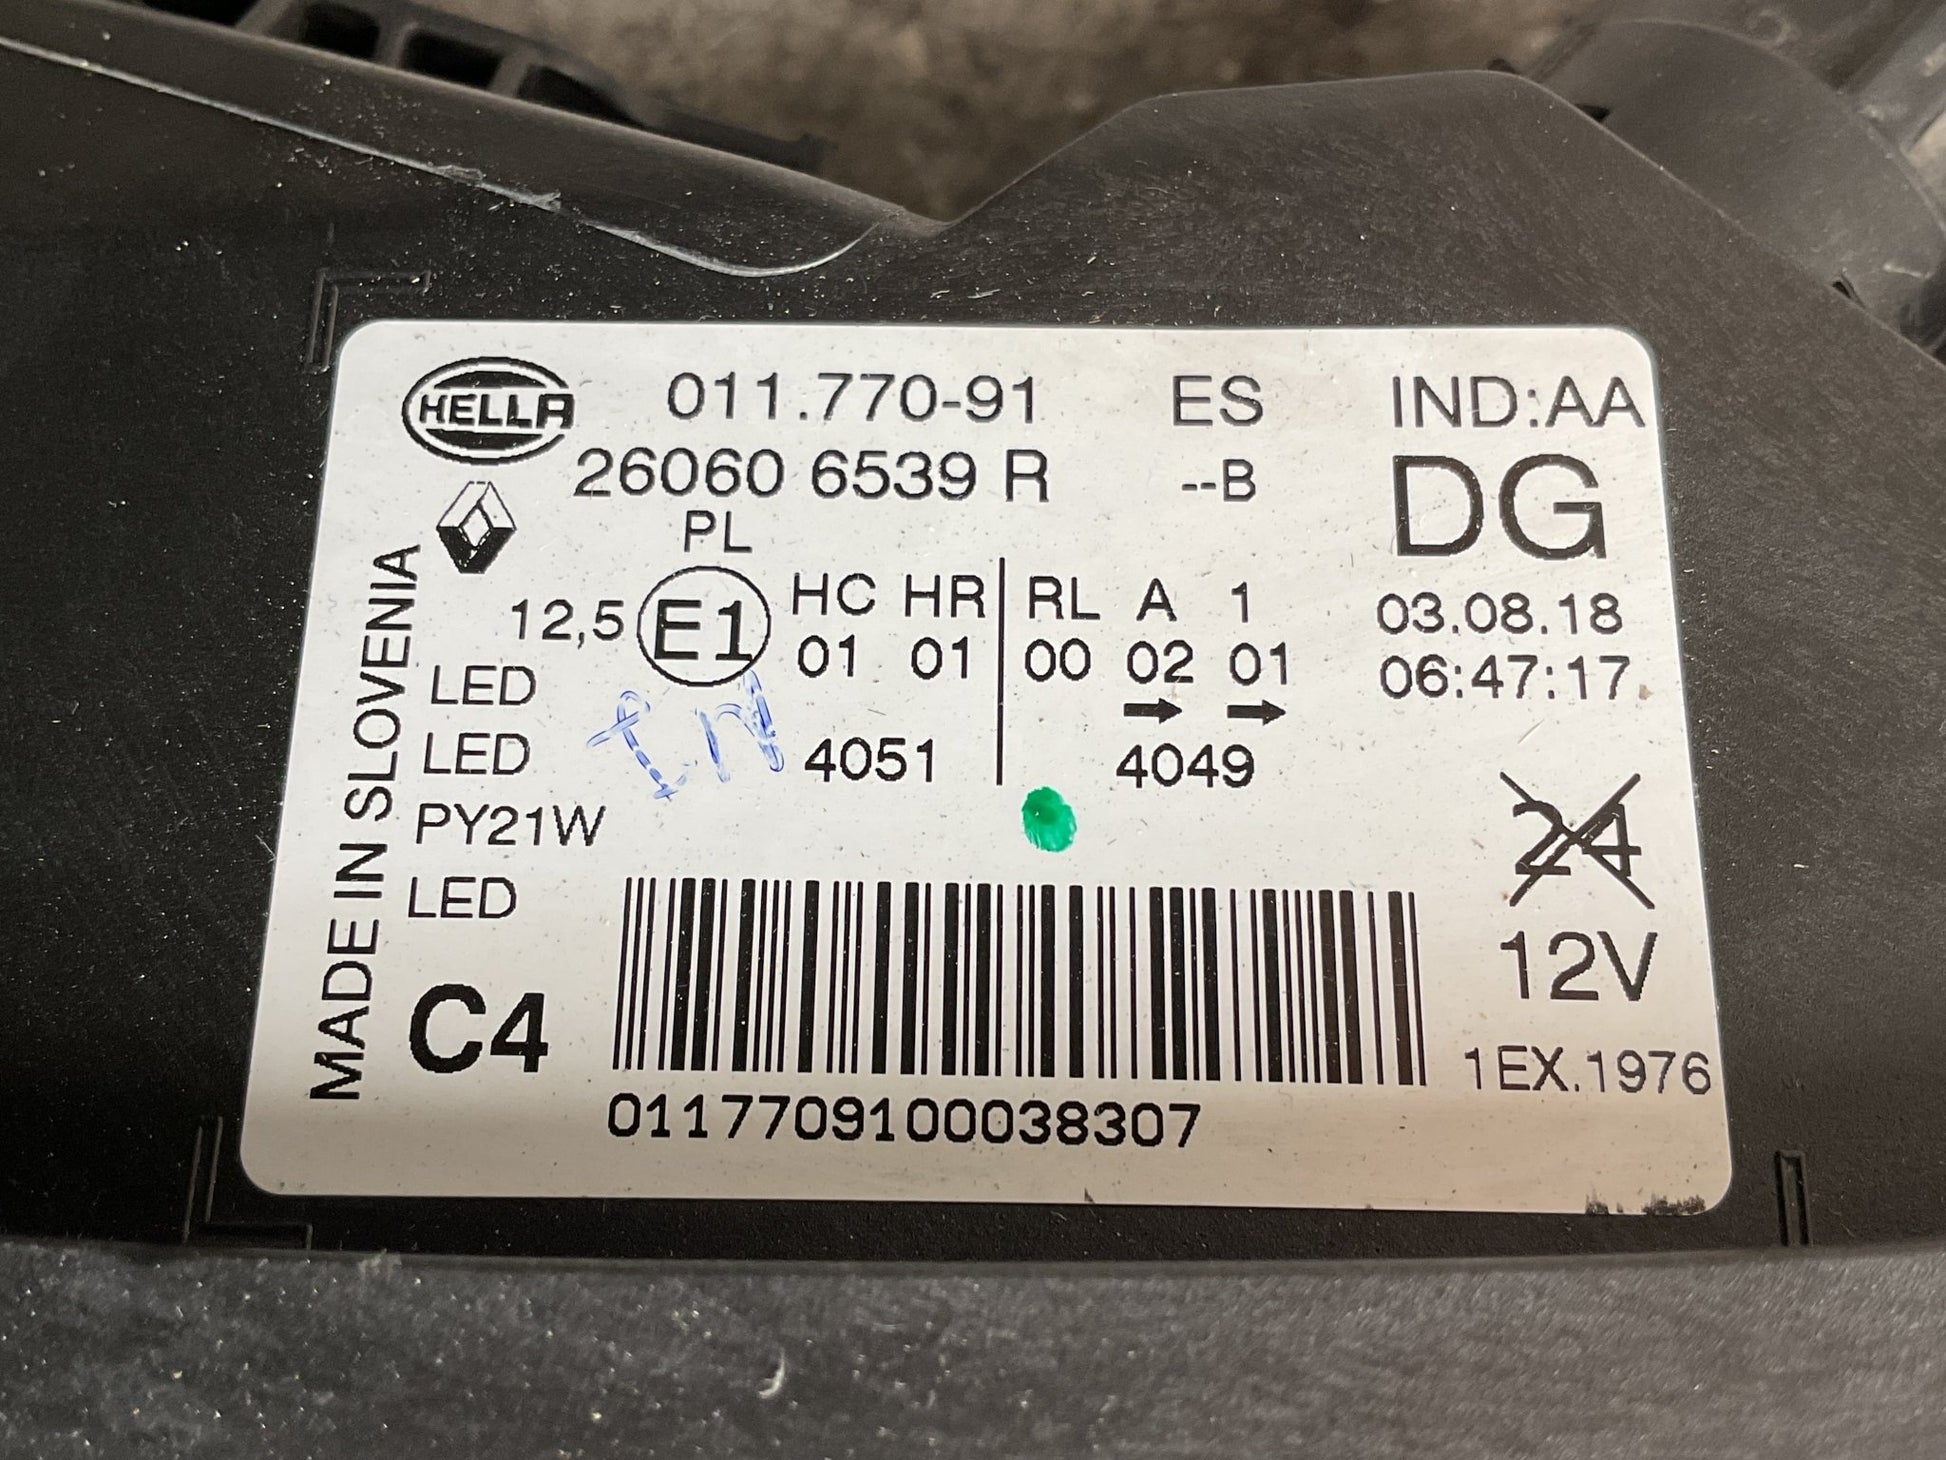 HELLA 011.770-91 ES IND:AA
26060 6539 R --B DG
PL
12,5 E1 HC HR RL A 1 03.08.18
01 01 00 02 01 06:47:17
LED
→ →
LED 4051 4049
PY21W
24
LED
12V
C4
1EX.1976
0117709100038307
MADE IN SLOVENIA